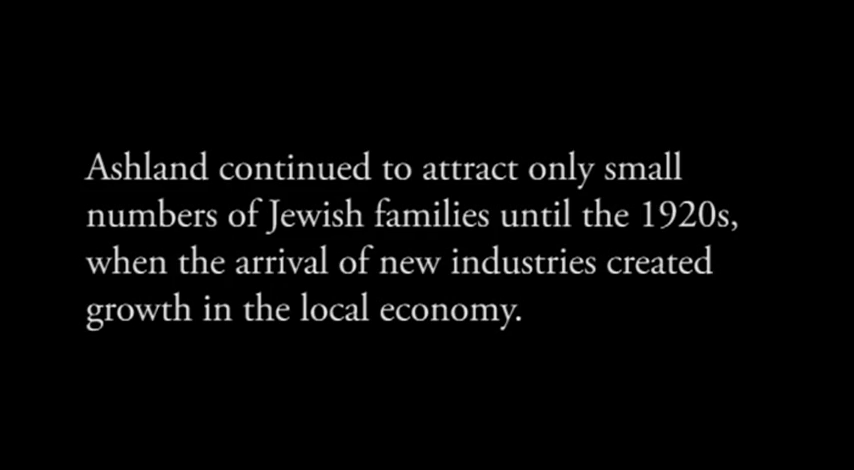 Ashland continued to attract only small
numbers of Jewish families until the 1920s,
when the arrival of new industries created
growth in the local economy.